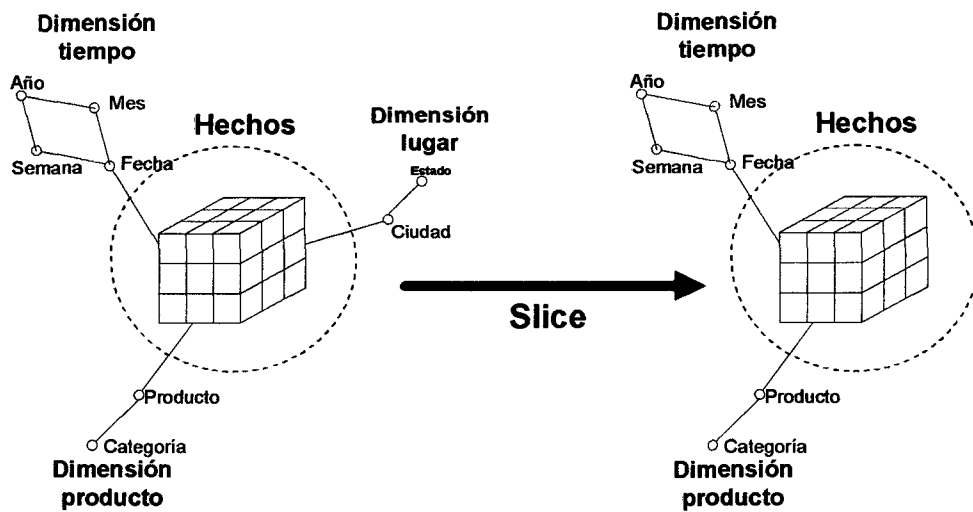 Dimensión
tiempo
Año
Mes
Semana
Fecha
Hechos
Dimensión
lugar
Estado
Ciudad
Producto
Categoría
Dimensión
producto
Slice
Dimensión
tiempo
Año
Mes
Semana
Fecha
Hechos
Producto
Categoría
Dimensión
producto